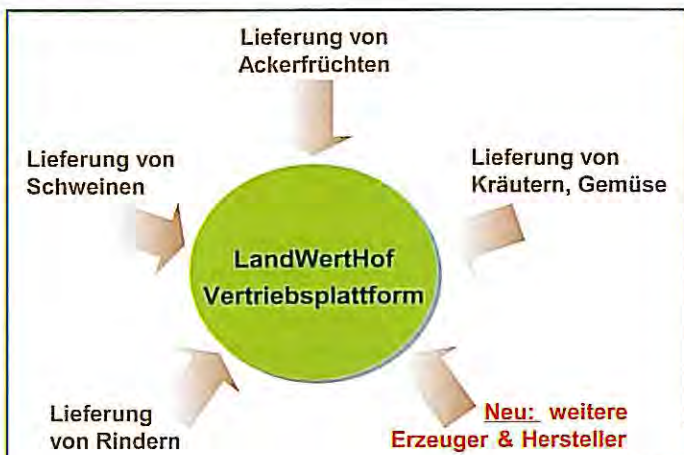 Lieferung von
Ackerfrüchten
Lieferung von
Schweinen
Lieferung von
Kräutern, Gemüse
LandWertHof
Vertriebsplattform
Lieferung
von Rindern
Neu: weitere
Erzeuger & Hersteller